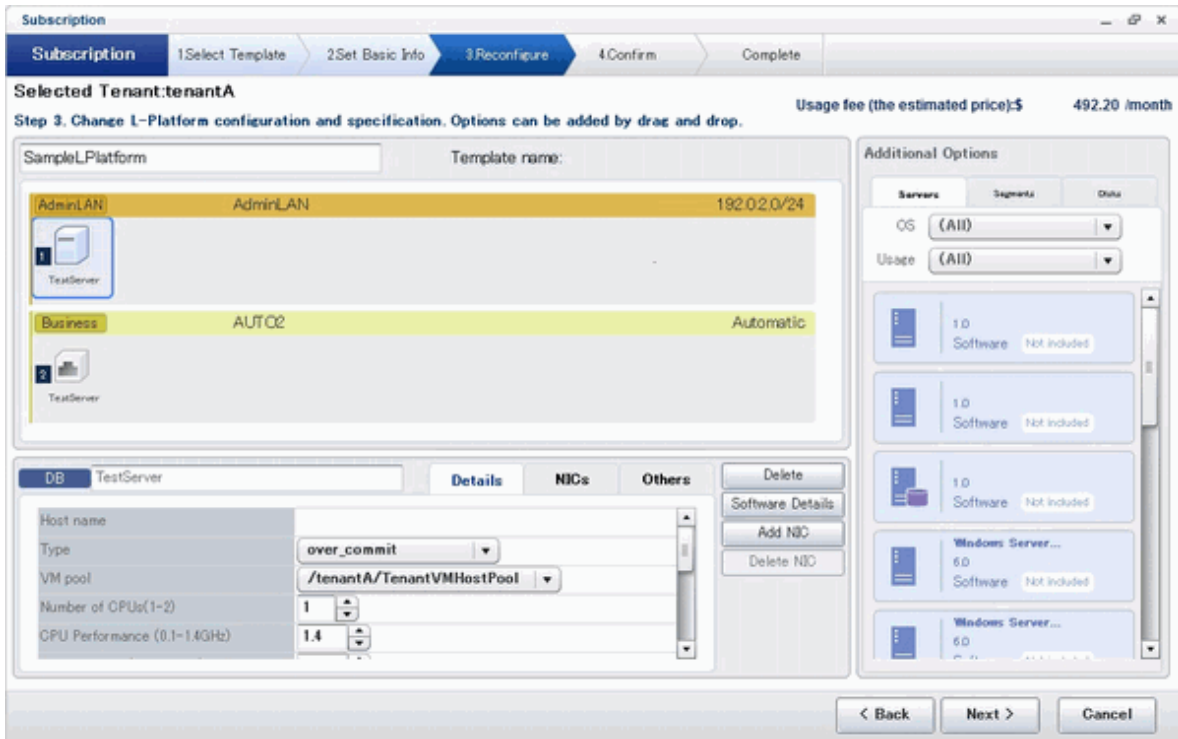 Subscription
Subscription 1.Select Template 2.Set Basic Info 3.Reconfigure 4.Confirm Complete
Selected Tenant:tenantA
Usage fee (the estimated price):$ 492.20 /month
Step 3. Change L-Platform configuration and specification. Options can be added by drag and drop.
SampleLPlatform Template name:
AdminLAN AdminLAN 192.0.2.0/24
1
TestServer
Business AUTO2 Automatic
2
TestServer
DB TestServer Details NICs Others
Host name
Type over_commit
VM pool /tenantA/TenantVMHostPool
Number of CPUs(1-2) 1
CPU Performance (0.1-1.4GHz) 1.4
Delete
Software Details
Add NIC
Delete NIC
Additional Options
Servers Segments Disks
OS (All)
Usage (All)
1.0
Software Not included
1.0
Software Not included
1.0
Software Not included
Windows Server...
6.0
Software Not included
Windows Server...
6.0
< Back Next > Cancel